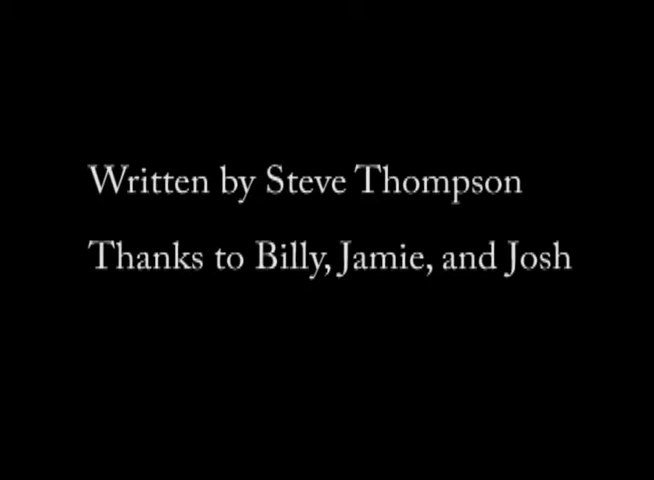 Written by Steve Thompson
Thanks to Billy, Jamie, and Josh